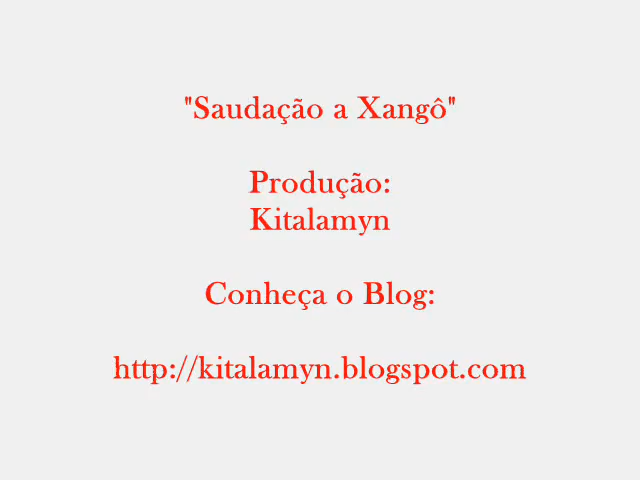 "Saudação a Xangô"
Produção:
Kitalamyn
Conheça o Blog:
http://kitalamyn.blogspot.com